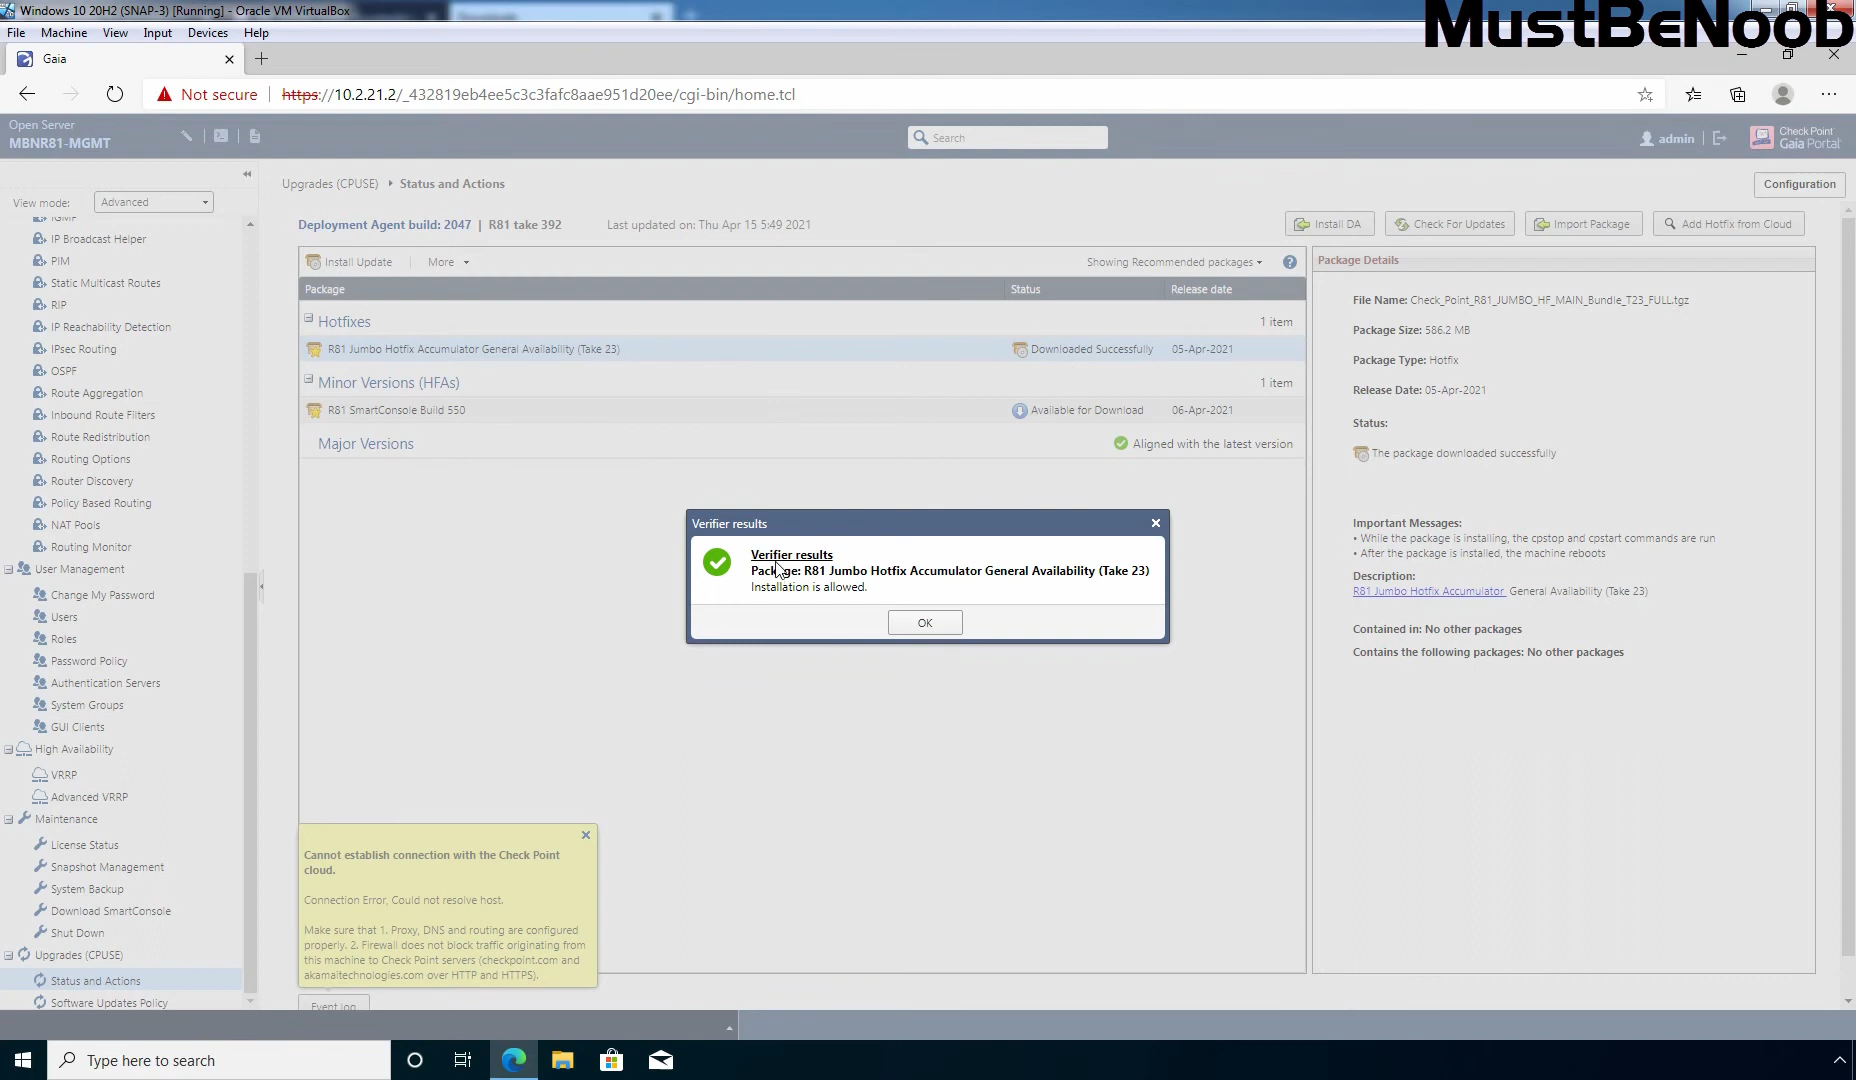 Windows 10 20H2 (SNAP-3) [Running] - Oracle VM VirtualBox
MustBeNoob
File Machine View Input Devices Help
Gaia
Not secure https://10.2.21.2/_432819eb4ee5c3c3fafc8aae951d20ee/cgi-bin/home.tcl
Open Server
MBNR81-MGMT
Search
admin
Check Point
Gaia Portal
View mode: Advanced
Upgrades (CPUSE) Status and Actions
Configuration
Deployment Agent build: 2047 | R81 take 392 Last updated on: Thu Apr 15 5:49 2021
Install DA Check For Updates Import Package Add Hotfix from Cloud
IGMP
IP Broadcast Helper
PIM
Static Multicast Routes
RIP
IP Reachability Detection
IPsec Routing
OSPF
Route Aggregation
Inbound Route Filters
Route Redistribution
Routing Options
Router Discovery
Policy Based Routing
NAT Pools
Routing Monitor
User Management
Change My Password
Users
Roles
Password Policy
Authentication Servers
System Groups
GUI Clients
High Availability
VRRP
Advanced VRRP
Maintenance
License Status
Snapshot Management
System Backup
Download SmartConsole
Shut Down
Upgrades (CPUSE)
Status and Actions
Software Updates Policy
Install Update More Showing Recommended packages
Package Status Release date
Hotfixes 1 item
R81 Jumbo Hotfix Accumulator General Availability (Take 23) Downloaded Successfully 05-Apr-2021
Minor Versions (HFAs) 1 item
R81 SmartConsole Build 550 Available for Download 06-Apr-2021
Major Versions Aligned with the latest version
Verifier results
Verifier results
Package: R81 Jumbo Hotfix Accumulator General Availability (Take 23)
Installation is allowed.
OK
Cannot establish connection with the Check Point
cloud.
Connection Error, Could not resolve host.
Make sure that 1. Proxy, DNS and routing are configured
properly. 2. Firewall does not block traffic originating from
this machine to Check Point servers (checkpoint.com and
akamaitechnologies.com over HTTP and HTTPS).
Event log
Package Details
File Name: Check_Point_R81_JUMBO_HF_MAIN_Bundle_T23_FULL.tgz
Package Size: 586.2 MB
Package Type: Hotfix
Release Date: 05-Apr-2021
Status:
The package downloaded successfully
Important Messages:
• While the package is installing, the cpstop and cpstart commands are run
• After the package is installed, the machine reboots
Description:
R81 Jumbo Hotfix Accumulator General Availability (Take 23)
Contained in: No other packages
Contains the following packages: No other packages
Type here to search